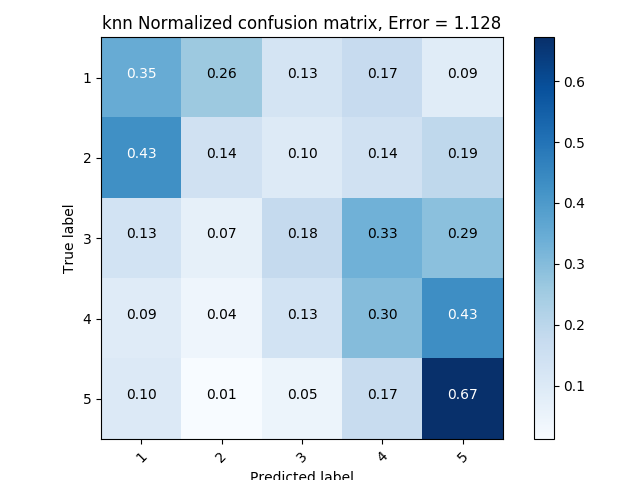 knn Normalized confusion matrix, Error = 1.128
1 0.35 0.26 0.13 0.17 0.09
2 0.43 0.14 0.10 0.14 0.19
3 0.13 0.07 0.18 0.33 0.29
4 0.09 0.04 0.13 0.30 0.43
5 0.10 0.01 0.05 0.17 0.67
1 2 3 4 5
True label
Predicted label
0.6
0.5
0.4
0.3
0.2
0.1